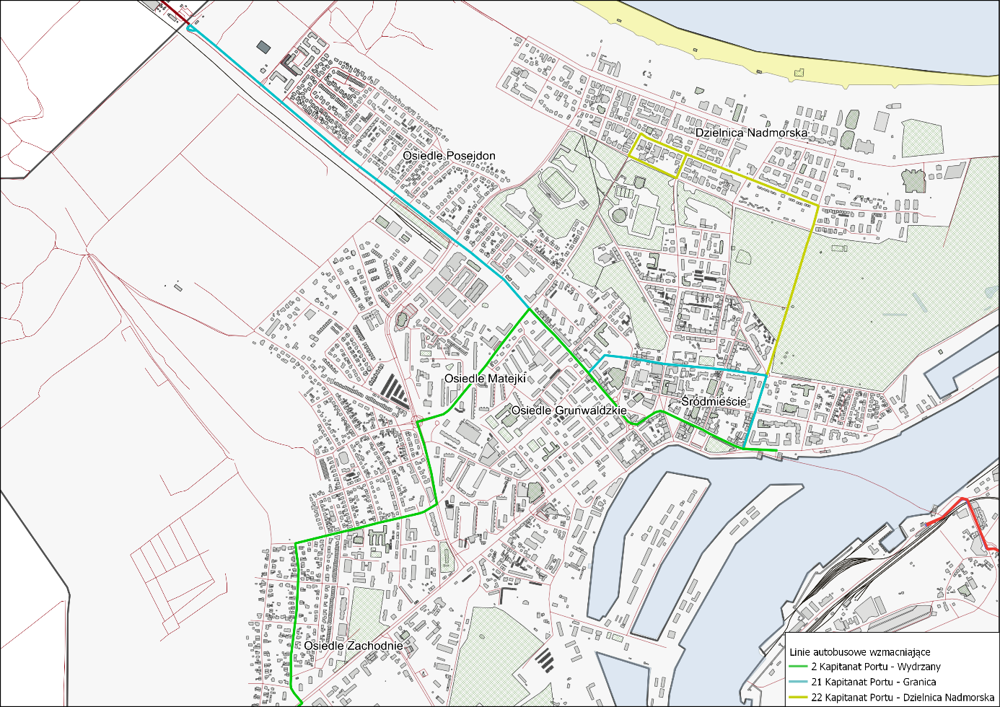 Dzielnica Nadmorska
Osiedle Posejdon
Osiedle Matejki
Śródmieście
Osiedle Grunwaldzkie
Osiedle Zachodnie
Linie autobusowe wzmacniające
2 Kapitanat Portu - Wydrzany
21 Kapitanat Portu - Granica
22 Kapitanat Portu - Dzielnica Nadmorska